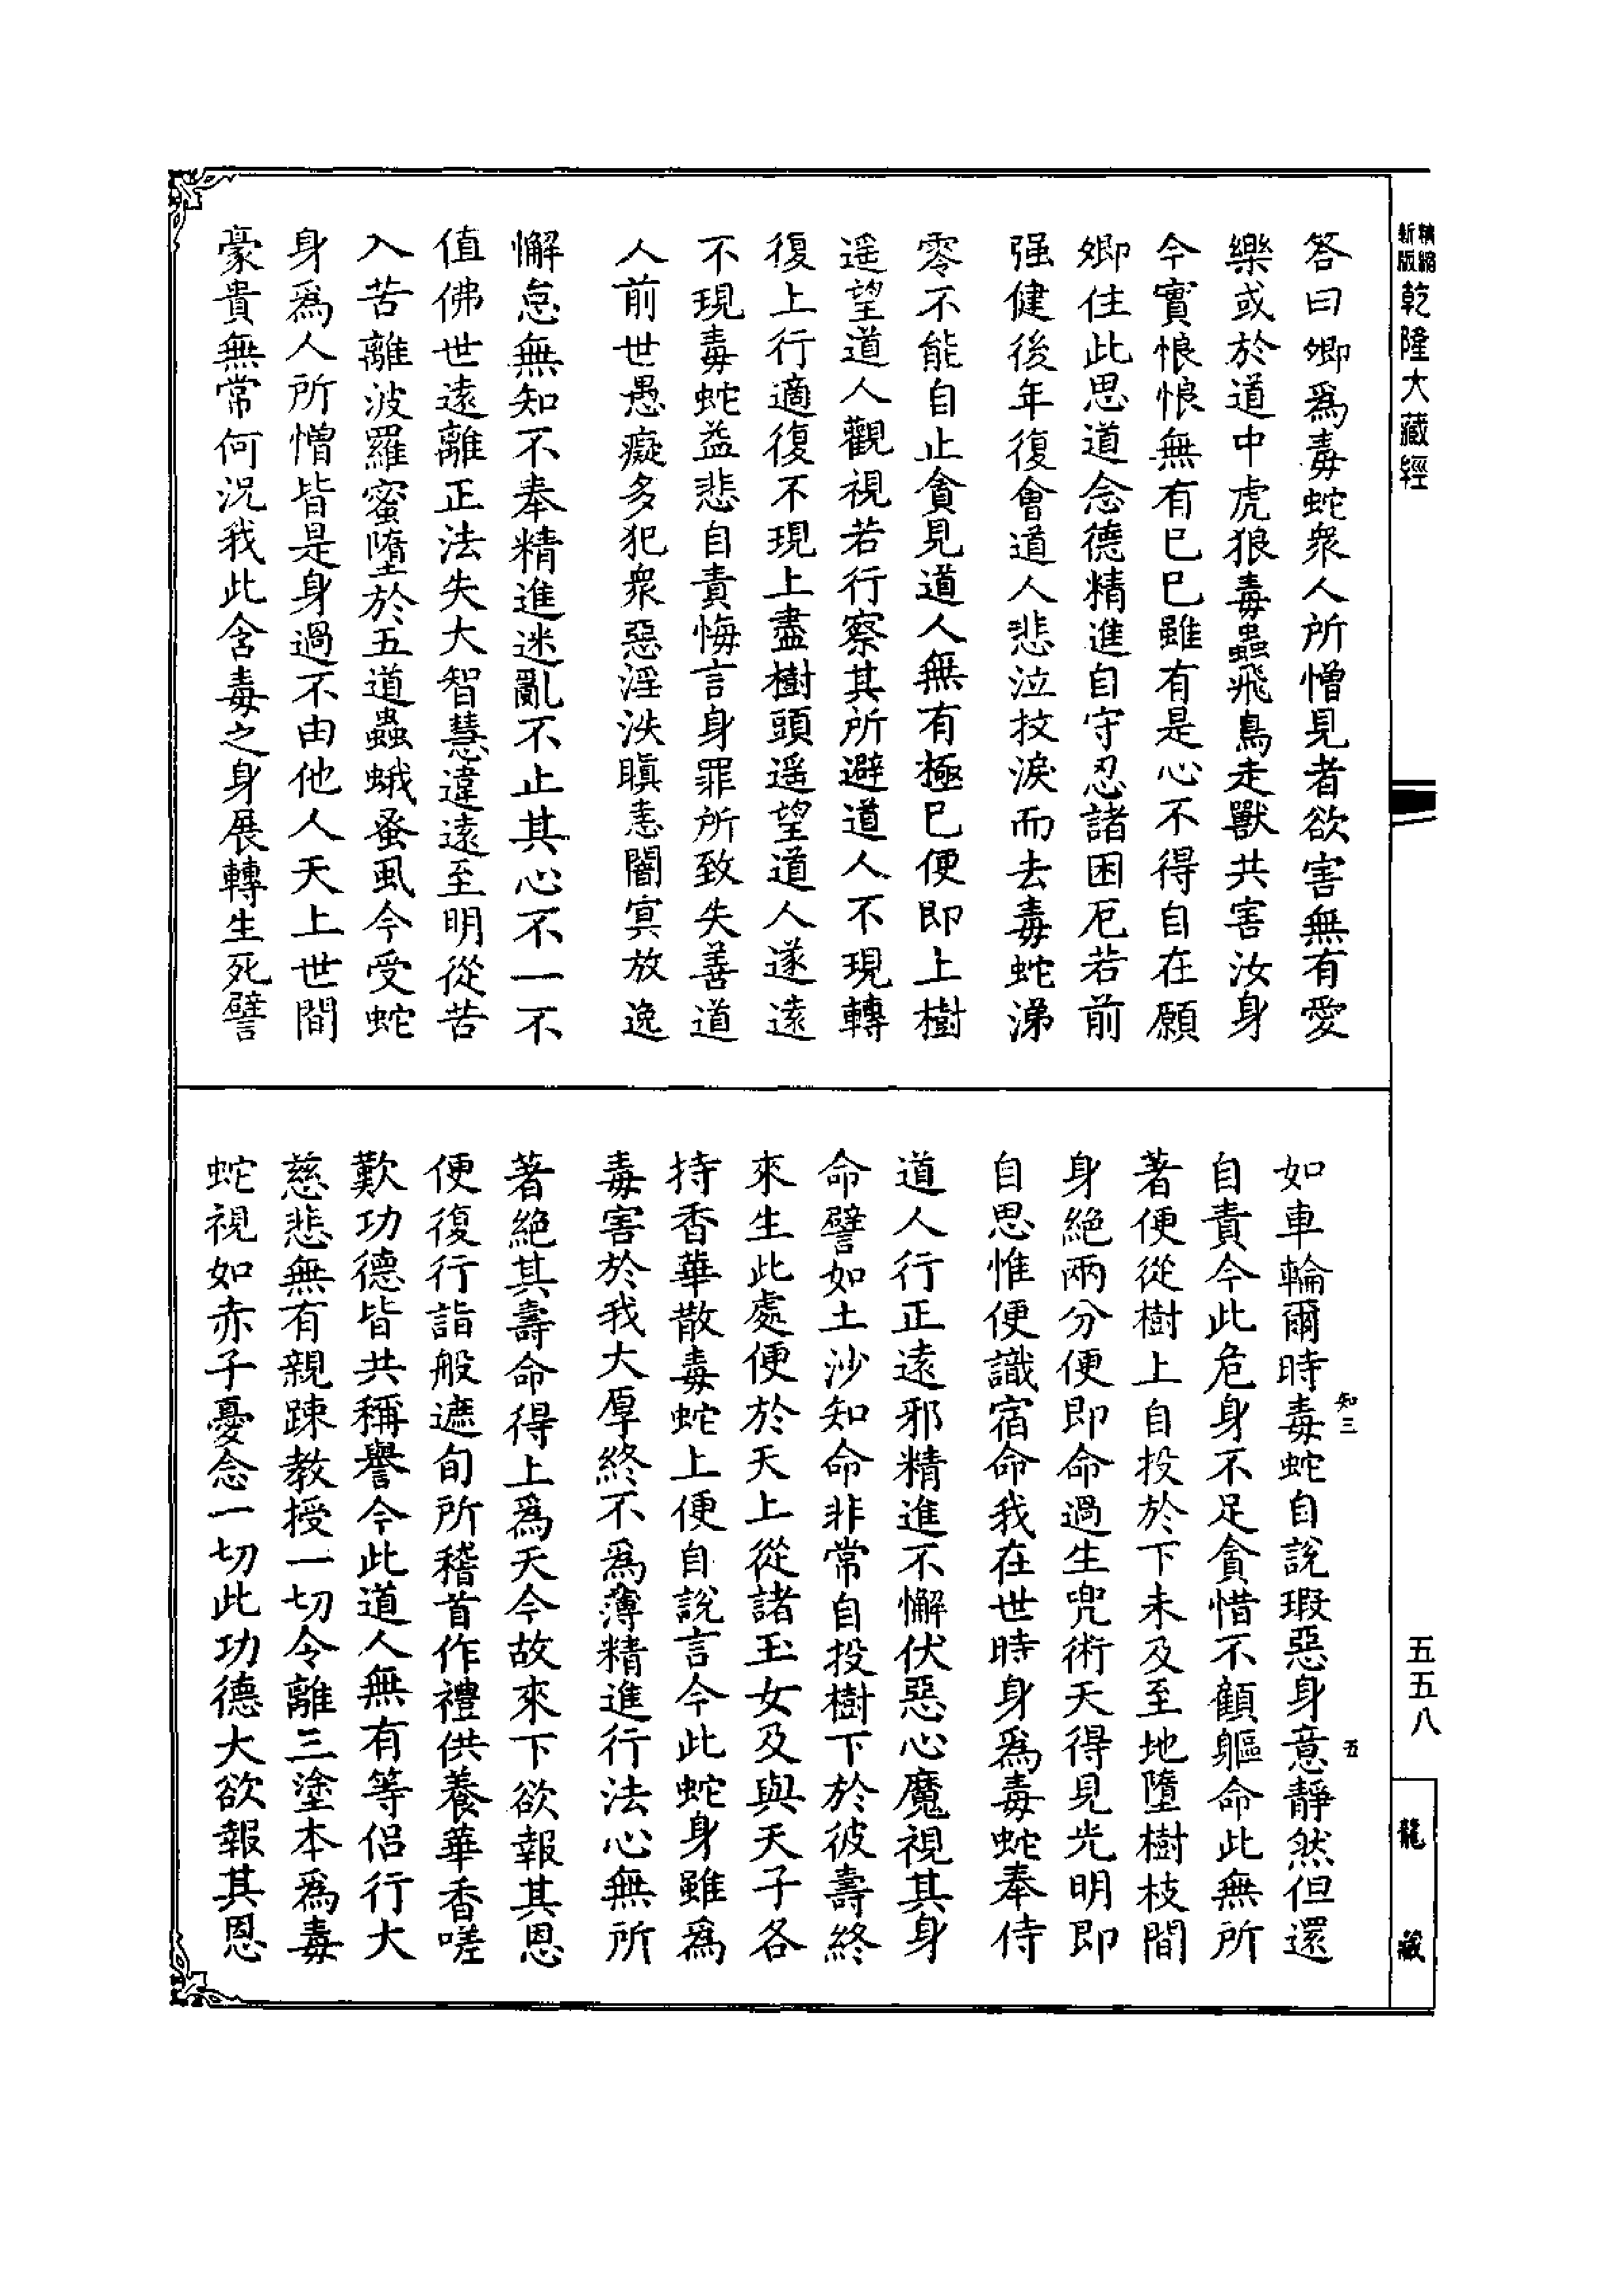 精縮新版乾隆大藏經
答曰卿爲毒蛇衆人所憎見者欲害無有愛
樂或於道中虎狼毒蟲飛鳥走獸共害汝身
今實悢悢無有已已雖有是心不得自在願
卿住此思道念德精進自守忍諸困厄若前
强健後年復會道人悲泣抆淚而去毒蛇涕
零不能自止貪見道人無有極已便即上樹
遥望道人觀視若行察其所避道人不現轉
復上行適復不現上盡樹頭遥望道人遂遠
不現毒蛇益悲自責悔言身罪所致失善道
人前世愚癡多犯衆惡淫泆瞋恚闇冥放逸
懈怠無知不奉精進迷亂不止其心不一不
值佛世遠離正法失大智慧違遠至明從苦
入苦離波羅蜜墮於五道蟲蛾蚤虱今受蛇
身爲人所憎皆是身過不由他人天上世間
豪貴無常何況我此含毒之身展轉生死譬
如車輪爾時毒蛇自說瑕惡身意靜然但還
自責今此危身不足貪惜不顧軀命此無所
著便從樹上自投於下未及至地墮樹枝間
身絕兩分便即命過生兜術天得見光明即
自思惟便識宿命我在世時身爲毒蛇奉侍
道人行正遠邪精進不懈伏惡心魔視其身
命譬如土沙知命非常自投樹下於彼壽終
來生此處便於天上從諸玉女及與天子各
持香華散毒蛇上便自說言今此蛇身雖爲
毒害於我大厚終不爲薄精進行法心無所
著絕其壽命得上爲天今故來下欲報其恩
便復行詣般遮旬所稽首作禮供養華香嗟
歎功德皆共稱譽今此道人無有等侣行大
慈悲無有親踈教授一切令離三塗本爲毒
蛇視如赤子憂念一切此功德大欲報其恩
知三
五
五五八
龍藏